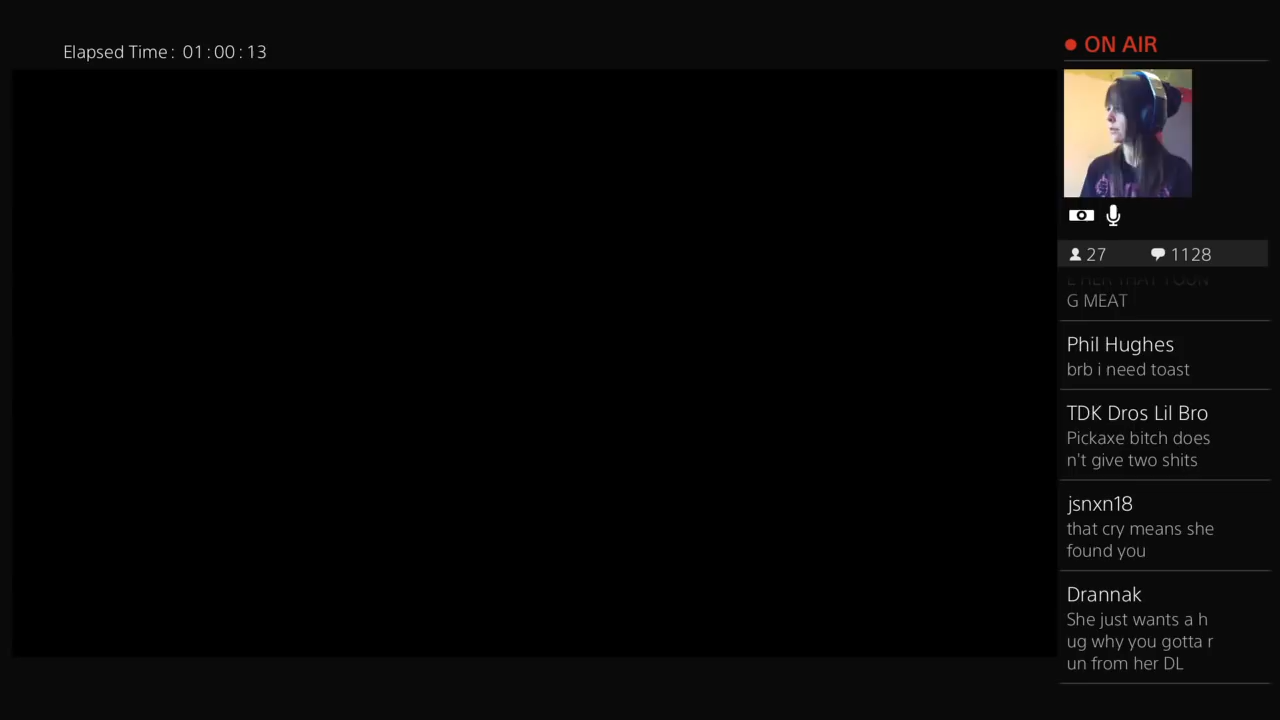 Elapsed Time: 01:00:13
ON AIR
27 1128
G MEAT
Phil Hughes
brb i need toast
TDK Dros Lil Bro
Pickaxe bitch does
n't give two shits
jsnxn18
that cry means she
found you
Drannak
She just wants a h
ug why you gotta r
un from her DL